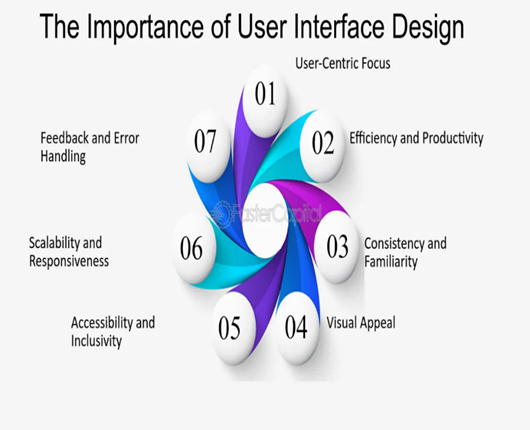 The Importance of User Interface Design
01
User-Centric Focus
02
Efficiency and Productivity
03
Consistency and
Familiarity
04
Visual Appeal
05
Accessibility and
Inclusivity
06
Scalability and
Responsiveness
07
Feedback and Error
Handling
FasterCapital